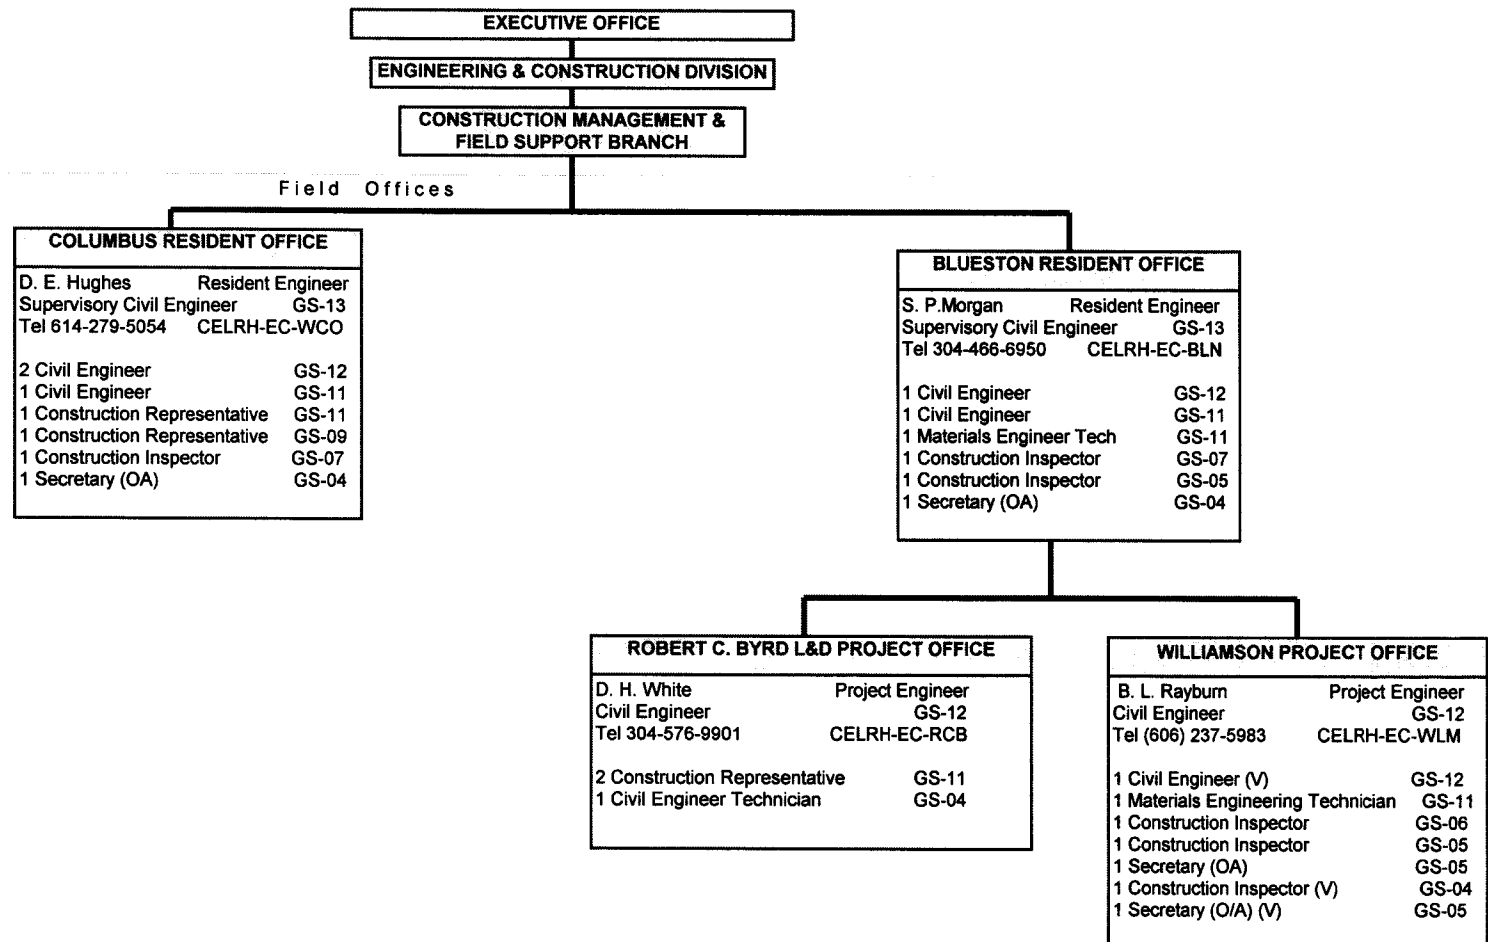 EXECUTIVE OFFICE
ENGINEERING & CONSTRUCTION DIVISION
CONSTRUCTION MANAGEMENT &
FIELD SUPPORT BRANCH
Field Offices
COLUMBUS RESIDENT OFFICE
D. E. Hughes Resident Engineer
Supervisory Civil Engineer GS-13
Tel 614-279-5054 CELRH-EC-WCO
2 Civil Engineer GS-12
1 Civil Engineer GS-11
1 Construction Representative GS-11
1 Construction Representative GS-09
1 Construction Inspector GS-07
1 Secretary (OA) GS-04
BLUESTON RESIDENT OFFICE
S. P.Morgan Resident Engineer
Supervisory Civil Engineer GS-13
Tel 304-466-6950 CELRH-EC-BLN
1 Civil Engineer GS-12
1 Civil Engineer GS-11
1 Materials Engineer Tech GS-11
1 Construction Inspector GS-07
1 Construction Inspector GS-05
1 Secretary (OA) GS-04
ROBERT C. BYRD L&D PROJECT OFFICE
D. H. White Project Engineer
Civil Engineer GS-12
Tel 304-576-9901 CELRH-EC-RCB
2 Construction Representative GS-11
1 Civil Engineer Technician GS-04
WILLIAMSON PROJECT OFFICE
B. L. Rayburn Project Engineer
Civil Engineer GS-12
Tel (606) 237-5983 CELRH-EC-WLM
1 Civil Engineer (V) GS-12
1 Materials Engineering Technician GS-11
1 Construction Inspector GS-06
1 Construction Inspector GS-05
1 Secretary (OA) GS-05
1 Construction Inspector (V) GS-04
1 Secretary (O/A) (V) GS-05